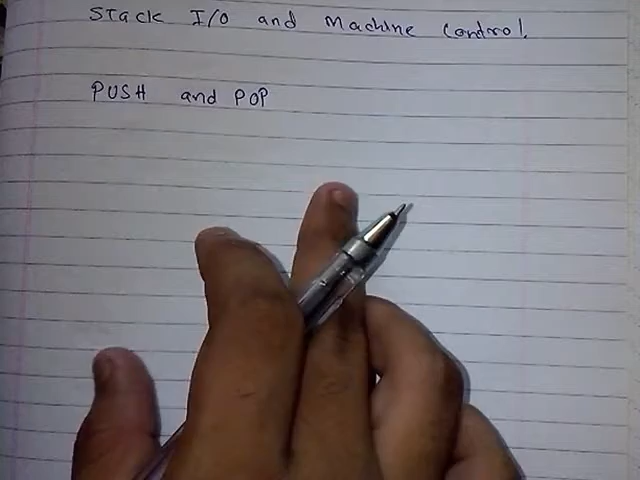 Stack I/O and Machine Control.
PUSH and POP